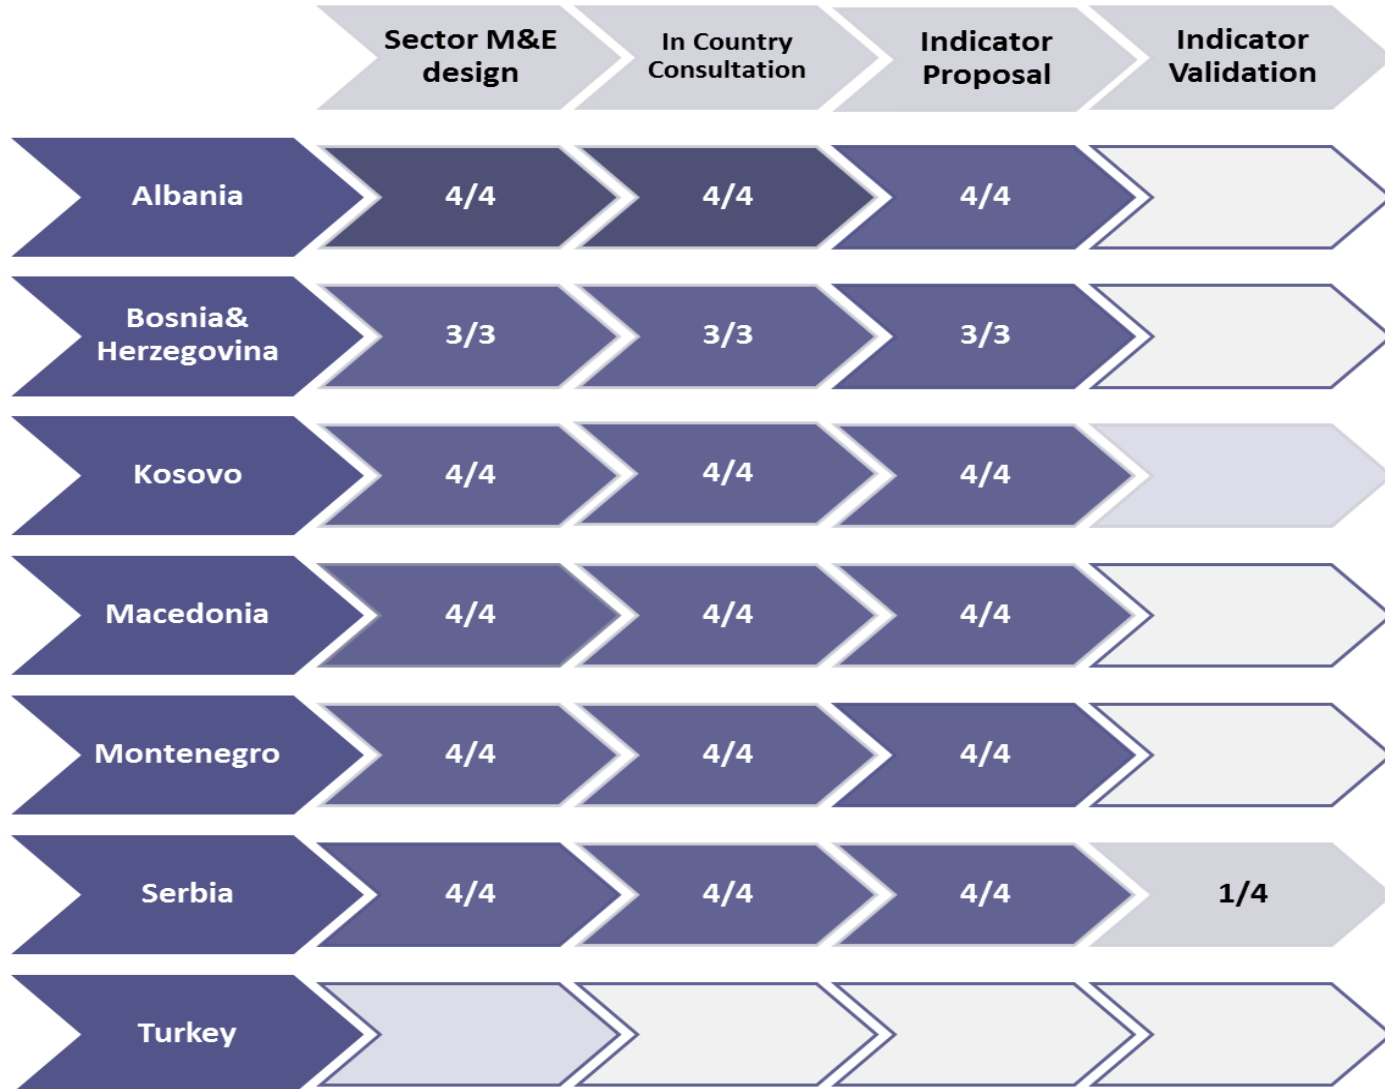 Sector M&E
design
In Country
Consultation
Indicator
Proposal
Indicator
Validation
Albania
4/4
4/4
4/4
Bosnia&
Herzegovina
3/3
3/3
3/3
Kosovo
4/4
4/4
4/4
Macedonia
4/4
4/4
4/4
Montenegro
4/4
4/4
4/4
Serbia
4/4
4/4
4/4
1/4
Turkey